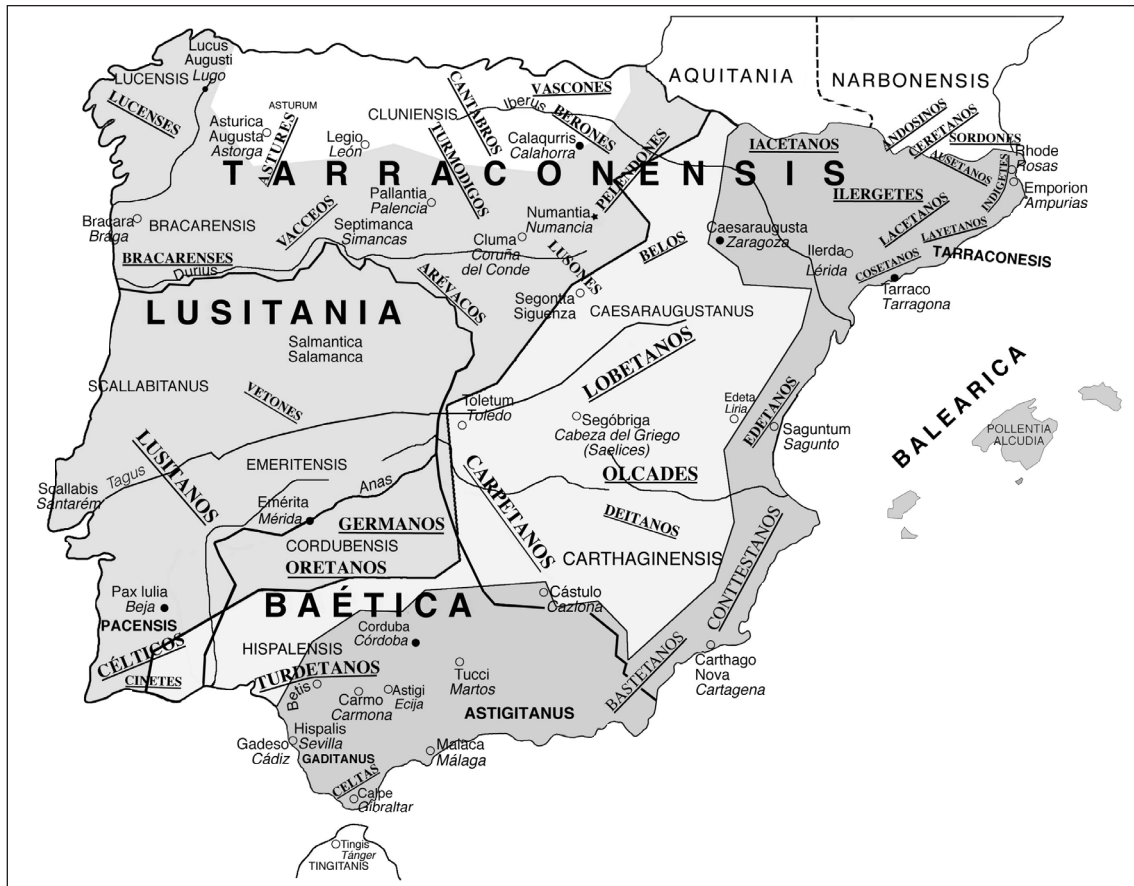 Lucus
Augusti
Lugo
LUCENSIS
LUCENSES
ASTURUM
Asturica
Augusta
Astorga
ASTURES
Legio
León
CLUNIENSIS
CANTABROS
VASCONES
Iberus
BERONES
TURMODIGOS
Calaqurris
Calahorra
PELENDONES
AQUITANIA
NARBONENSIS
ANDOSINOS
CERETANOS
SORDONES
AUSETANOS
Rhode
Rosas
INDIGETES
Emporion
Ampurias
IACETANOS
TARRACONENSIS
ILERGETES
LACETANOS
LAYETANOS
Pallantia
Palencia
VACCEOS
Septimanca
Simancas
Numantia
Numancia
Cluma
Coruña
del Conde
Bracara
Braga
BRACARENSIS
BRACARENSES
Durius
LUSONES
BELOS
Caesaraugusta
Zaragoza
Ilerda
Lérida
COSETANOS
TARRACONESIS
Tarraco
Tarragona
ARÉVACOS
Segontta
Siguenza
CAESARAUGUSTANUS
LUSITANIA
Salmantica
Salamanca
SCALLABITANUS
VETONES
LOBETANOS
Toletum
Toledo
Segóbriga
Cabeza del Griego
(Saelices)
Edeta
Liria
EDETANOS
Saguntum
Sagunto
BALEARICA
POLLENTIA
ALCUDIA
LUSITANOS
EMERITENSIS
Tagus
Scallabis
Santarém
Anas
Emérita
Mérida
GERMANOS
CORDUBENSIS
ORETANOS
CARPETANOS
OLCADES
DEITANOS
CARTHAGINENSIS
CONTTESTANOS
Pax Iulia
Beja
PACENSIS
CÉLTICOS
CINETES
BAÉTICA
Cástulo
Cazlona
HISPALENSIS
Corduba
Córdoba
TURDETANOS
Betis
Tucci
Martos
Astigi
Ecija
Carmo
Carmona
BASTETANOS
Carthago
Nova
Cartagena
ASTIGITANUS
Hispalis
Sevilla
Gadeso
Cádiz
GADITANUS
Malaca
Málaga
CELTAS
Calpe
Gibraltar
Tingis
Tánger
TINGITANIS